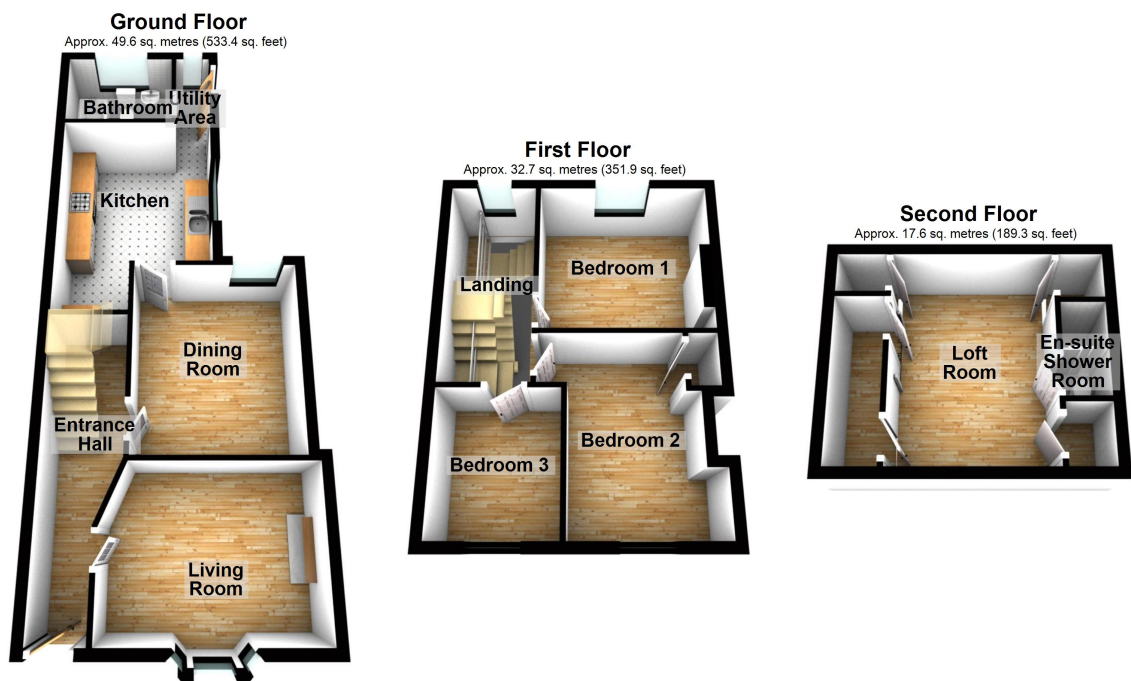 Ground Floor
Approx. 49.6 sq. metres (533.4 sq. feet)
Bathroom
Utility
Area
Kitchen
Dining
Room
Entrance
Hall
Living
Room
First Floor
Approx. 32.7 sq. metres (351.9 sq. feet)
Landing
Bedroom 1
Bedroom 2
Bedroom 3
Second Floor
Approx. 17.6 sq. metres (189.3 sq. feet)
Loft
Room
En-suite
Shower
Room